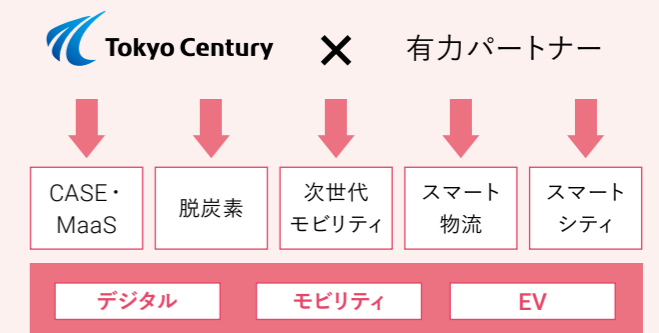 Tokyo Century × 有力パートナー
CASE・
MaaS
脱炭素
次世代
モビリティ
スマート
物流
スマート
シティ
デジタル
モビリティ
EV